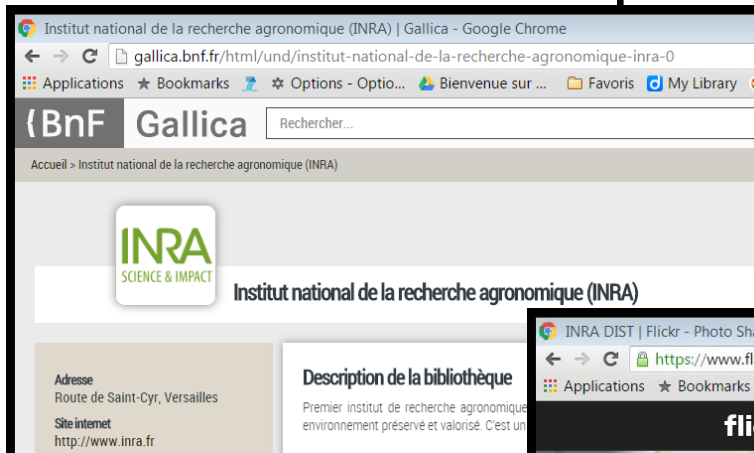 Institut national de la recherche agronomique (INRA) | Gallica - Google Chrome
gallica.bnf.fr/html/und/institut-national-de-la-recherche-agronomique-inra-0
Applications Bookmarks Options - Optio... Bienvenue sur ... Favoris My Library
{BnF Gallica Rechercher...
Accueil > Institut national de la recherche agronomique (INRA)
INRA
SCIENCE & IMPACT
Institut national de la recherche agronomique (INRA)
Adresse
Route de Saint-Cyr, Versailles
Site internet
http://www.inra.fr
Description de la bibliothèque
Premier institut de recherche agronomique
environnement préservé et valorisé. C'est un
INRA DIST | Flickr - Photo Sha
https://www.fl
Applications Bookmarks
flic